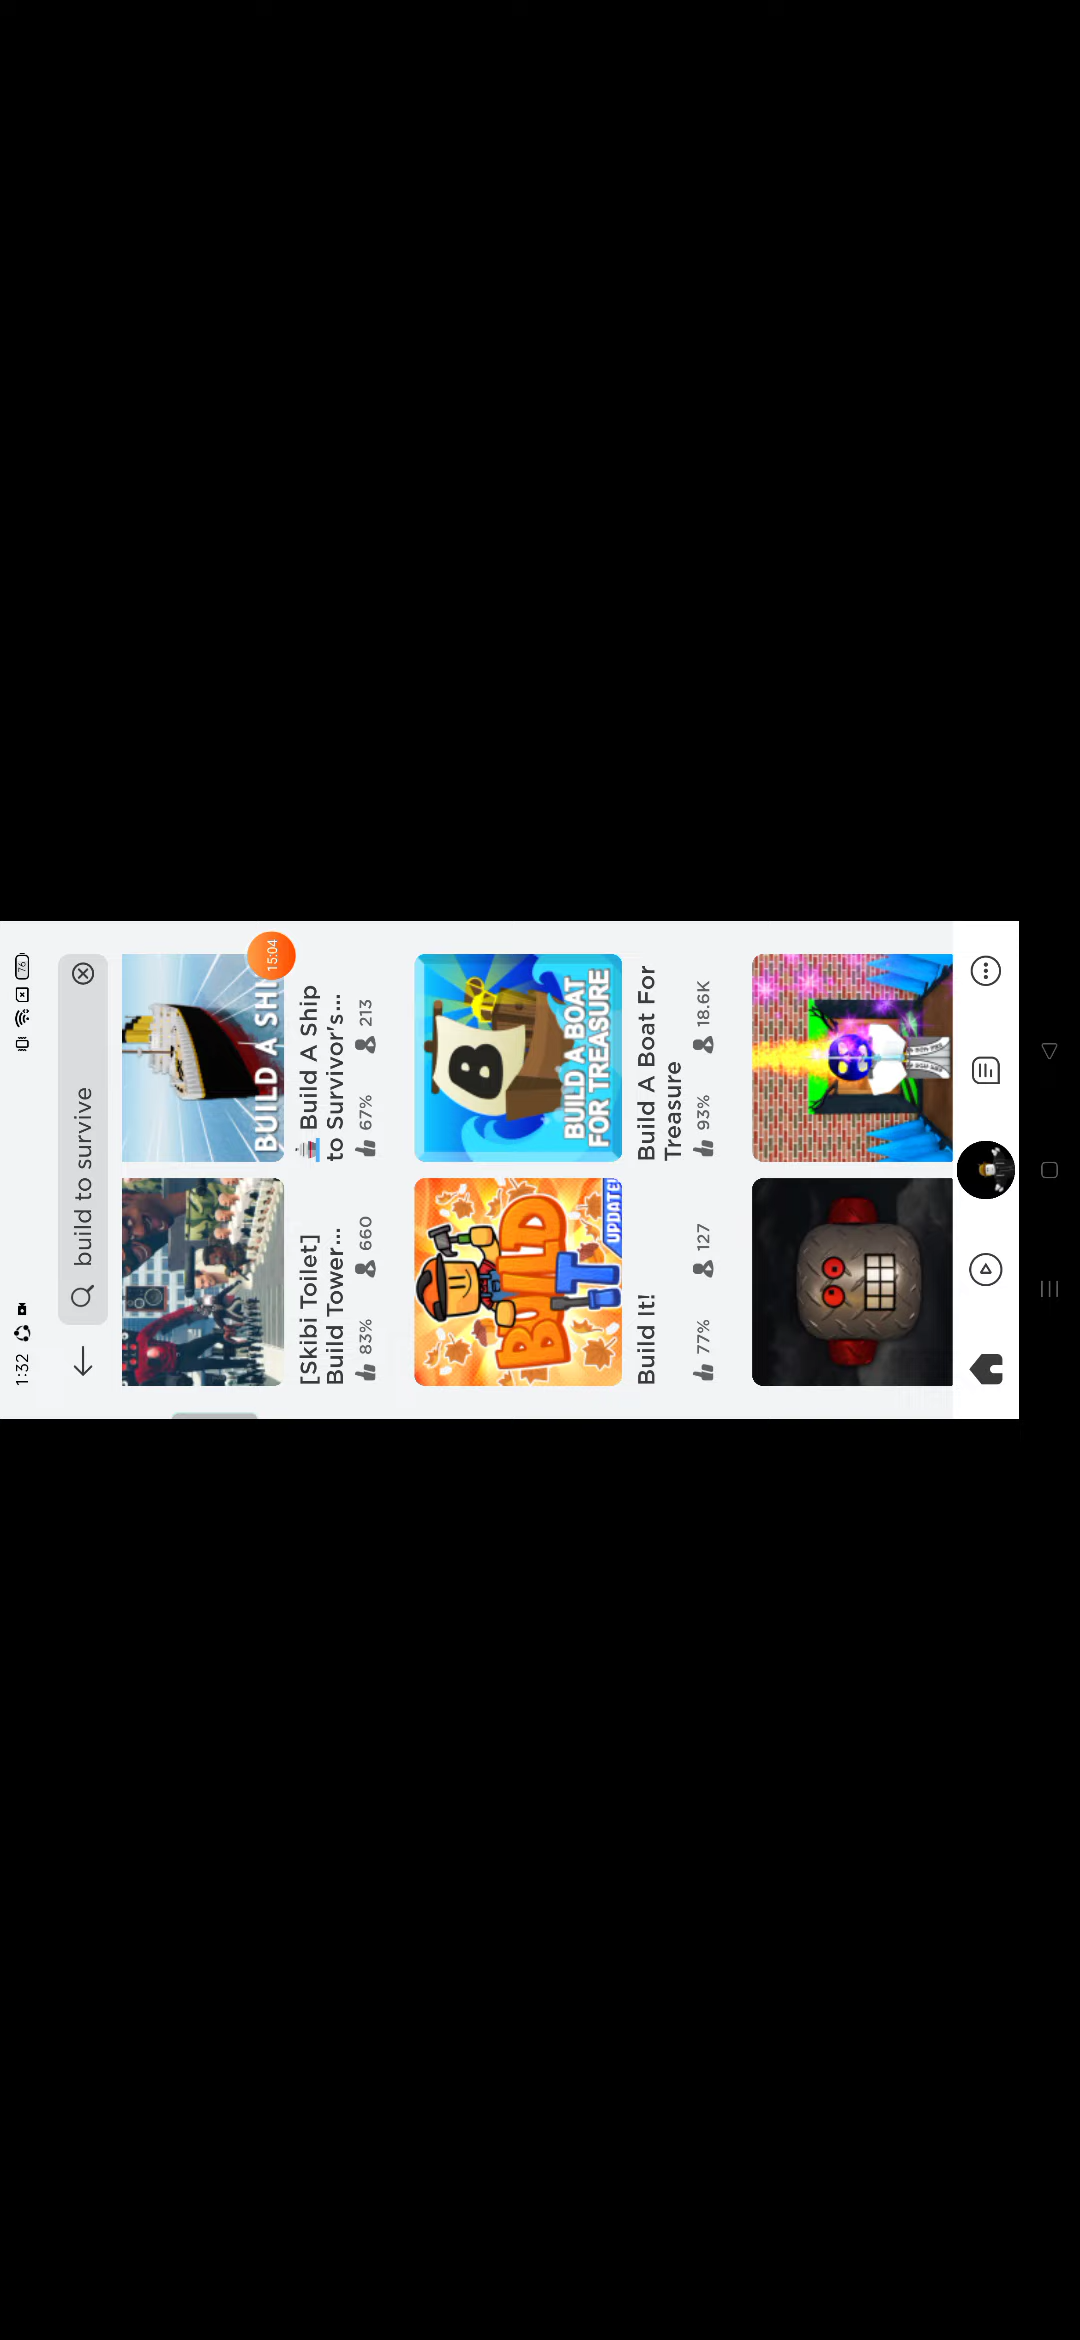 1:32
76
build to survive
BUILD A SHI
15:04
[Skibi Toilet]
Build Tower...
83% 660
Build A Ship
to Survivor's...
67% 213
BUILD
IT
UPDATE!
B
BUILD A BOAT
FOR TREASURE
Build It!
77% 127
Build A Boat For
Treasure
93% 18.6K